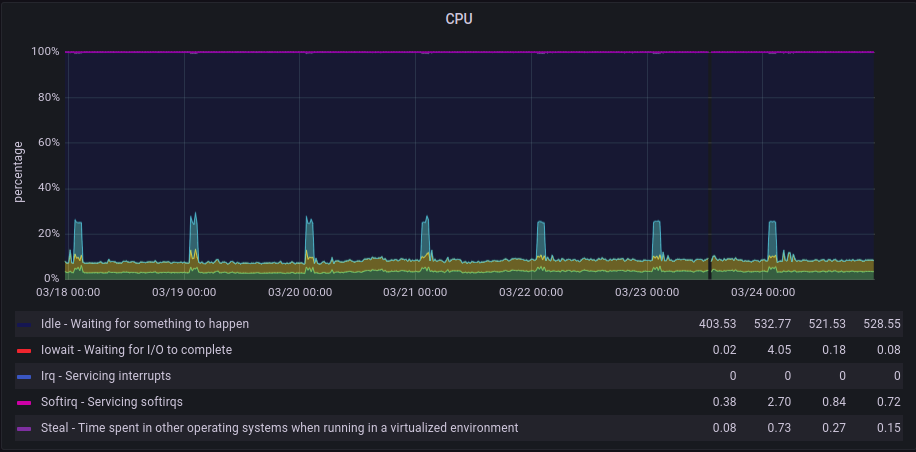 CPU
percentage
100%
80%
60%
40%
20%
0%
03/18 00:00 03/19 00:00 03/20 00:00 03/21 00:00 03/22 00:00 03/23 00:00 03/24 00:00
Idle - Waiting for something to happen 403.53 532.77 521.53 528.55
Iowait - Waiting for I/O to complete 0.02 4.05 0.18 0.08
Irq - Servicing interrupts 0 0 0 0
Softirq - Servicing softirqs 0.38 2.70 0.84 0.72
Steal - Time spent in other operating systems when running in a virtualized environment 0.08 0.73 0.27 0.15